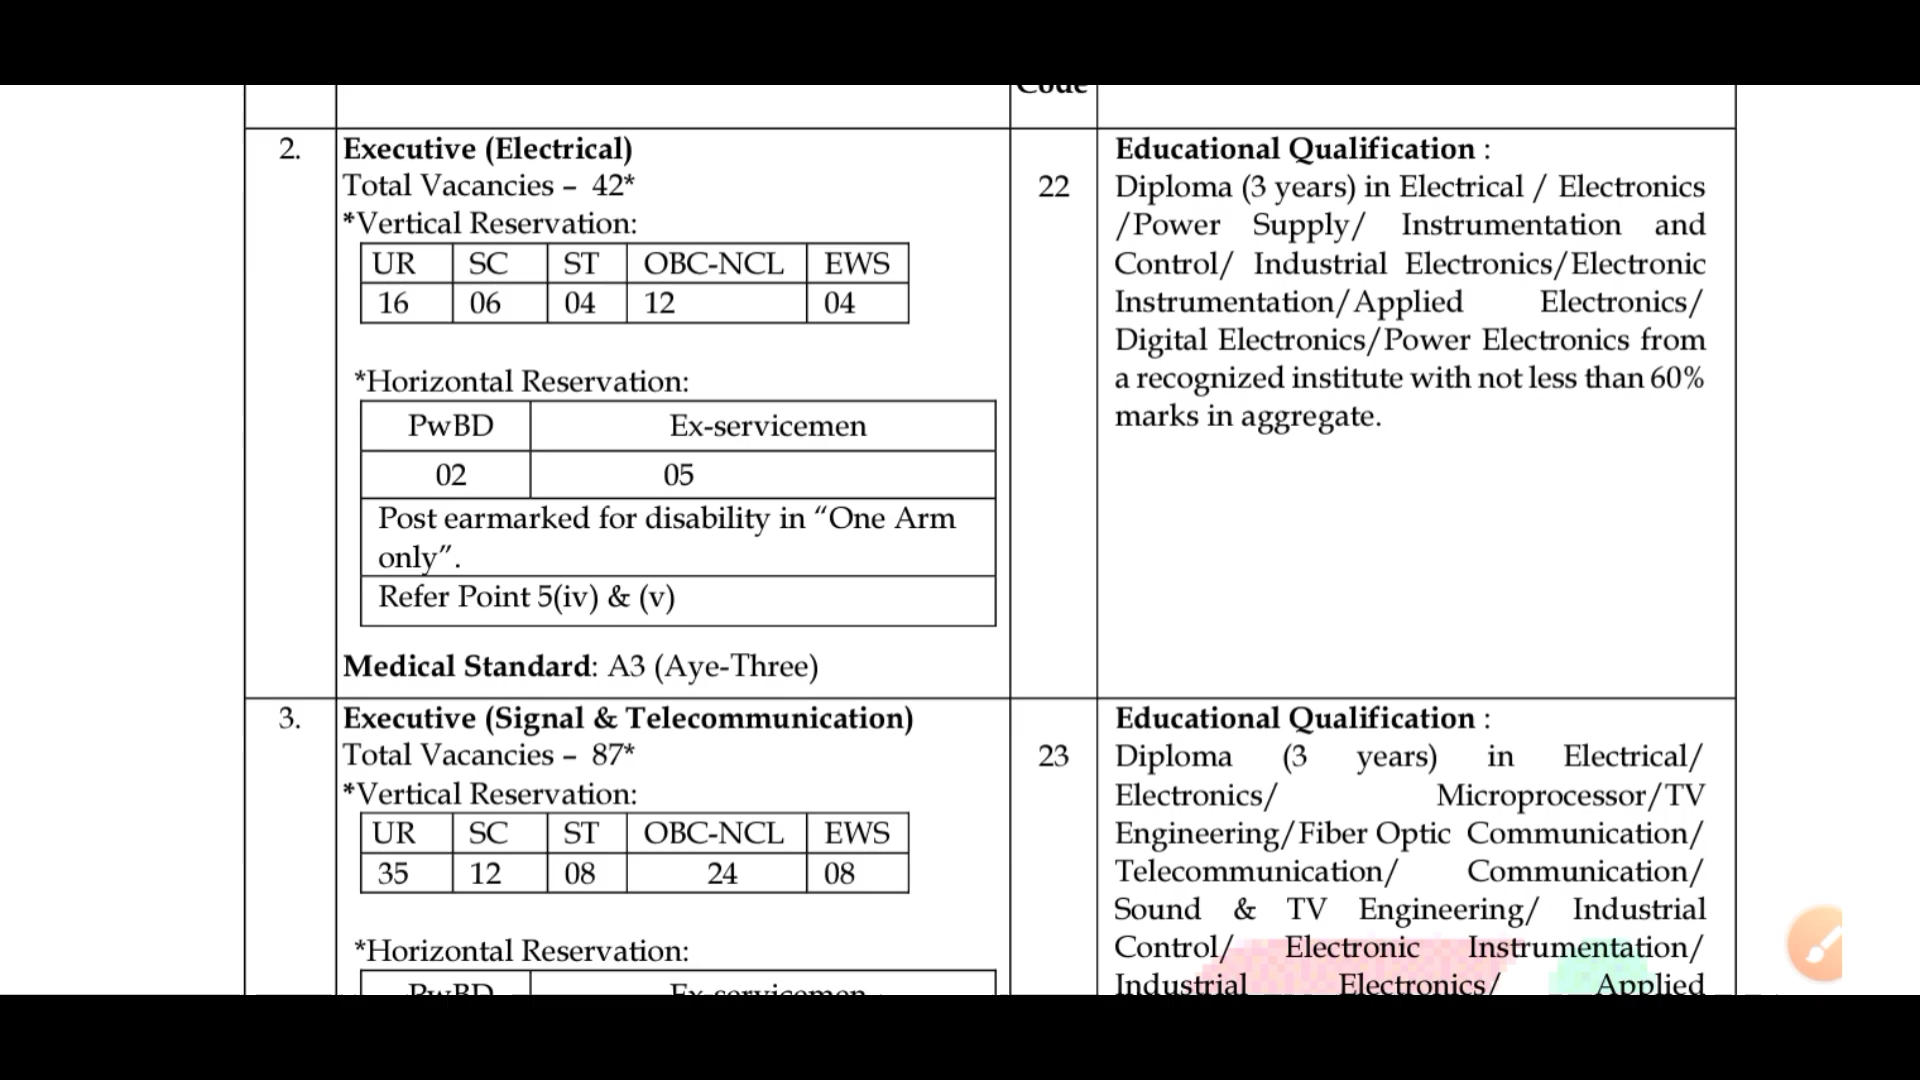 Code
2.
Executive (Electrical)
Total Vacancies – 42*
*Vertical Reservation:
UR SC ST OBC-NCL EWS
16 06 04 12 04
*Horizontal Reservation:
PwBD Ex-servicemen
02 05
Post earmarked for disability in “One Arm
only”.
Refer Point 5(iv) & (v)
Medical Standard: A3 (Aye-Three)
22
Educational Qualification :
Diploma (3 years) in Electrical / Electronics
/Power Supply/ Instrumentation and
Control/ Industrial Electronics/Electronic
Instrumentation/Applied Electronics/
Digital Electronics/Power Electronics from
a recognized institute with not less than 60%
marks in aggregate.
3.
Executive (Signal & Telecommunication)
Total Vacancies – 87*
*Vertical Reservation:
UR SC ST OBC-NCL EWS
35 12 08 24 08
*Horizontal Reservation:
PwBD Ex-servicemen
23
Educational Qualification :
Diploma (3 years) in Electrical/
Electronics/ Microprocessor/TV
Engineering/Fiber Optic Communication/
Telecommunication/ Communication/
Sound & TV Engineering/ Industrial
Control/ Electronic Instrumentation/
Industrial Electronics/ Applied